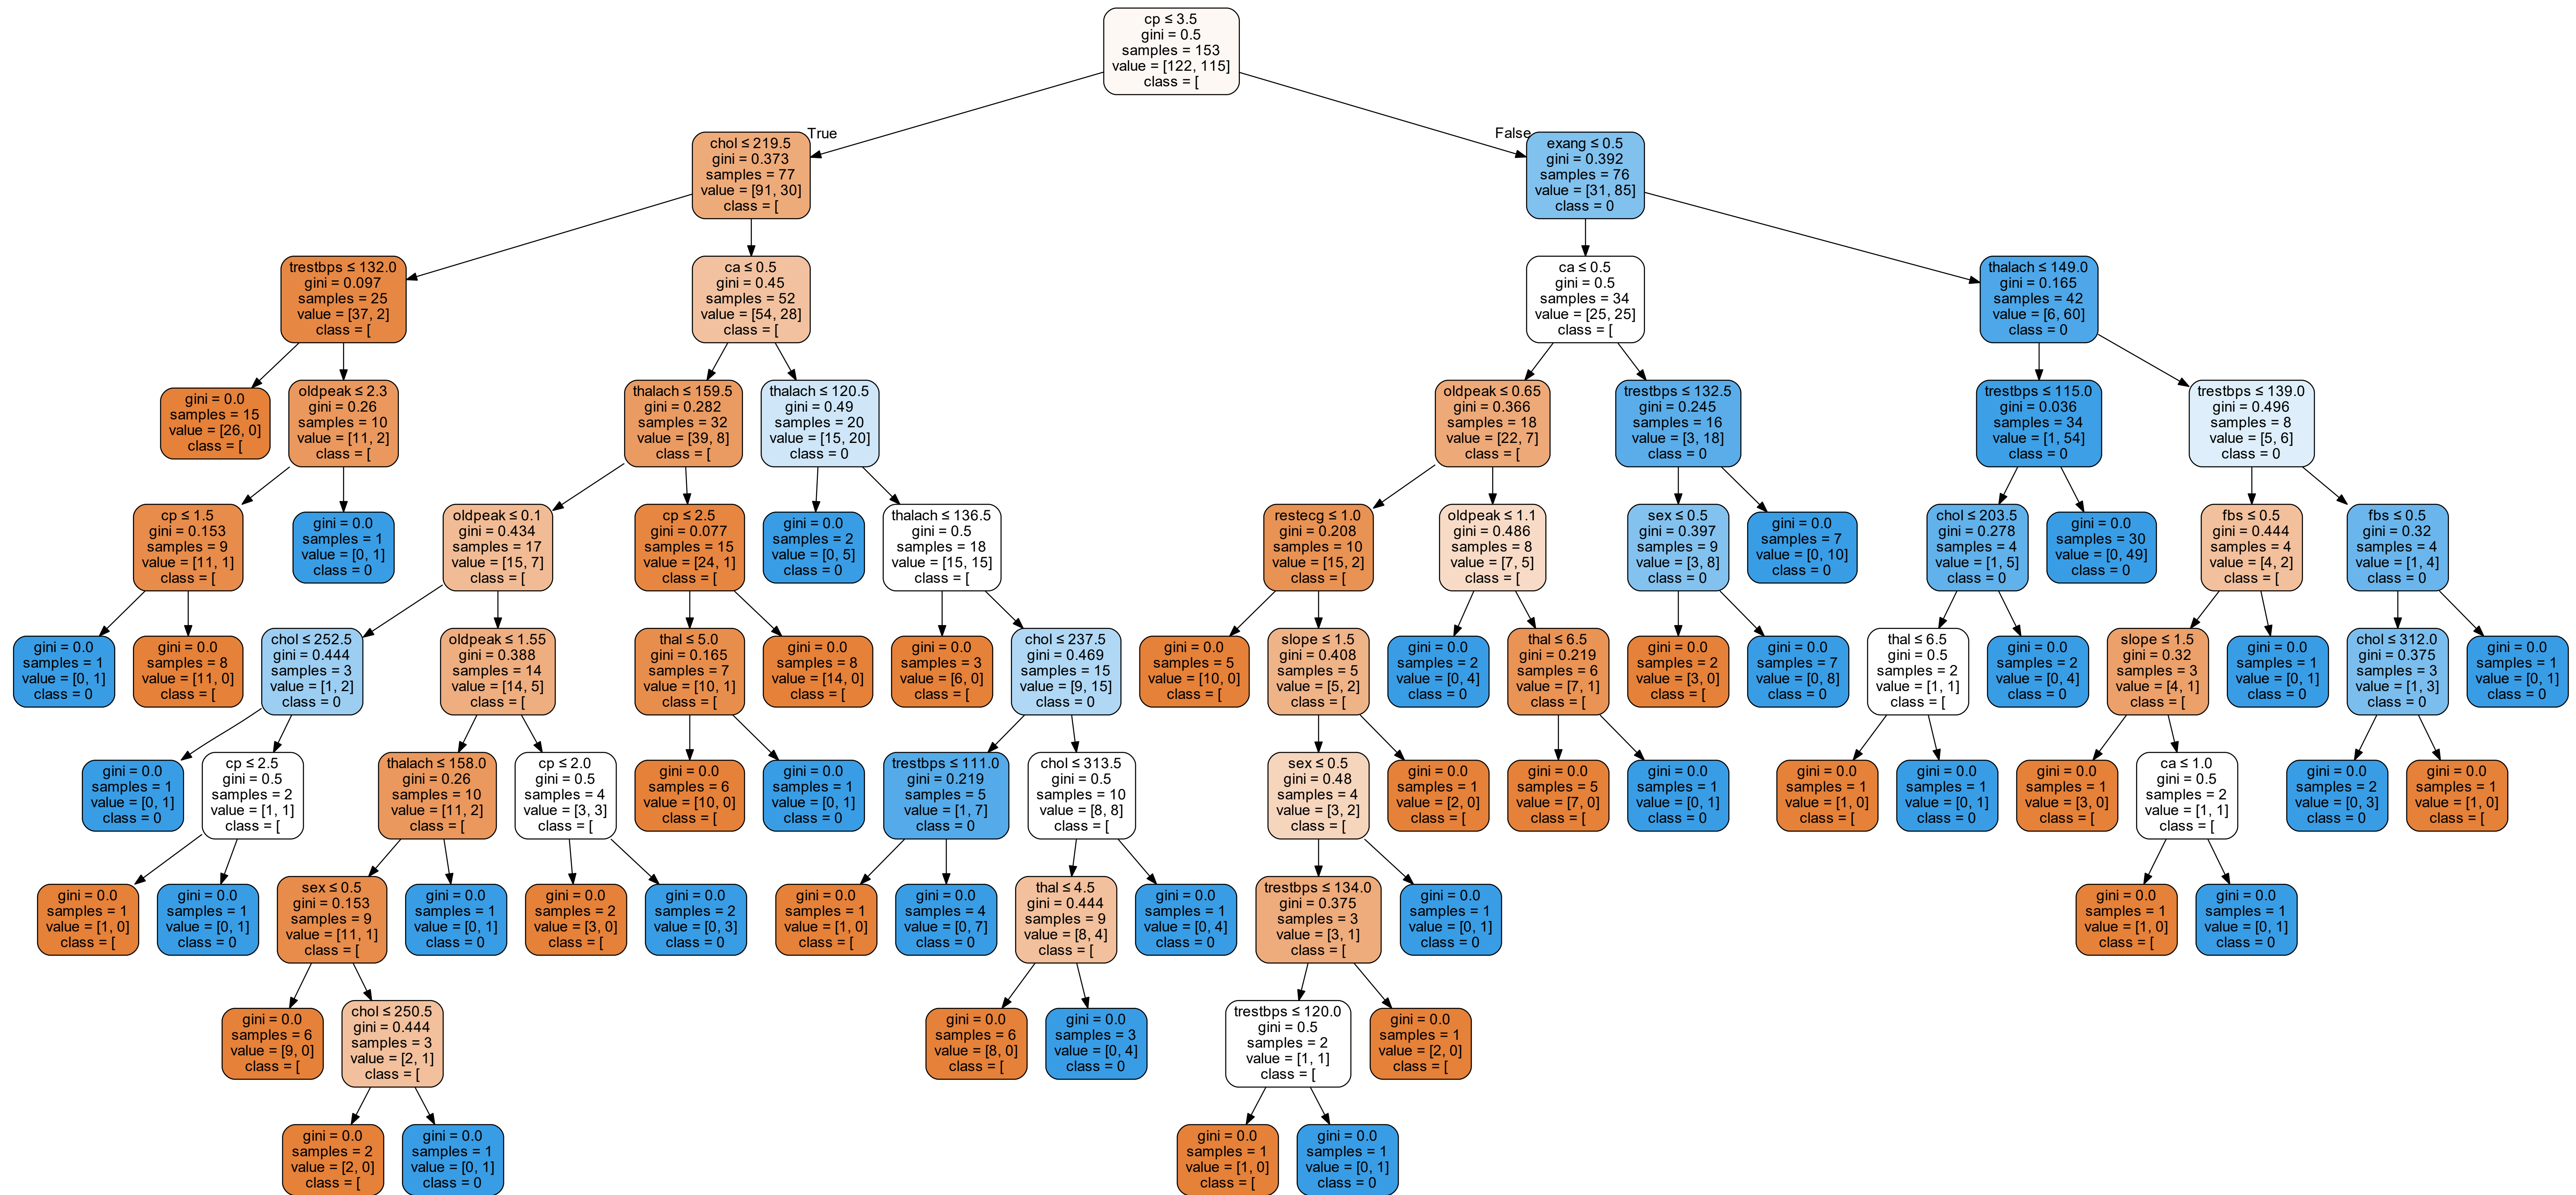 cp ≤ 3.5
gini = 0.5
samples = 153
value = [122, 115]
class = [
True
False
chol ≤ 219.5
gini = 0.373
samples = 77
value = [91, 30]
class = [
exang ≤ 0.5
gini = 0.392
samples = 76
value = [31, 85]
class = 0
trestbps ≤ 132.0
gini = 0.097
samples = 25
value = [37, 2]
class = [
ca ≤ 0.5
gini = 0.45
samples = 52
value = [54, 28]
class = [
ca ≤ 0.5
gini = 0.5
samples = 34
value = [25, 25]
class = [
thalach ≤ 149.0
gini = 0.165
samples = 42
value = [6, 60]
class = 0
gini = 0.0
samples = 15
value = [26, 0]
class = [
oldpeak ≤ 2.3
gini = 0.26
samples = 10
value = [11, 2]
class = [
thalach ≤ 159.5
gini = 0.282
samples = 32
value = [39, 8]
class = [
thalach ≤ 120.5
gini = 0.49
samples = 20
value = [15, 20]
class = 0
oldpeak ≤ 0.65
gini = 0.366
samples = 18
value = [22, 7]
class = [
trestbps ≤ 132.5
gini = 0.245
samples = 16
value = [3, 18]
class = 0
trestbps ≤ 115.0
gini = 0.036
samples = 34
value = [1, 54]
class = 0
trestbps ≤ 139.0
gini = 0.496
samples = 8
value = [5, 6]
class = 0
cp ≤ 1.5
gini = 0.153
samples = 9
value = [11, 1]
class = [
gini = 0.0
samples = 1
value = [0, 1]
class = 0
oldpeak ≤ 0.1
gini = 0.434
samples = 17
value = [15, 7]
class = [
cp ≤ 2.5
gini = 0.077
samples = 15
value = [24, 1]
class = [
gini = 0.0
samples = 2
value = [0, 5]
class = 0
thalach ≤ 136.5
gini = 0.5
samples = 18
value = [15, 15]
class = [
restecg ≤ 1.0
gini = 0.208
samples = 10
value = [15, 2]
class = [
oldpeak ≤ 1.1
gini = 0.486
samples = 8
value = [7, 5]
class = [
sex ≤ 0.5
gini = 0.397
samples = 9
value = [3, 8]
class = 0
gini = 0.0
samples = 7
value = [0, 10]
class = 0
chol ≤ 203.5
gini = 0.278
samples = 4
value = [1, 5]
class = 0
gini = 0.0
samples = 30
value = [0, 49]
class = 0
fbs ≤ 0.5
gini = 0.444
samples = 4
value = [4, 2]
class = [
fbs ≤ 0.5
gini = 0.32
samples = 4
value = [1, 4]
class = 0
gini = 0.0
samples = 1
value = [0, 1]
class = 0
gini = 0.0
samples = 8
value = [11, 0]
class = [
chol ≤ 252.5
gini = 0.444
samples = 3
value = [1, 2]
class = 0
oldpeak ≤ 1.55
gini = 0.388
samples = 14
value = [14, 5]
class = [
thal ≤ 5.0
gini = 0.165
samples = 7
value = [10, 1]
class = [
gini = 0.0
samples = 8
value = [14, 0]
class = [
gini = 0.0
samples = 3
value = [6, 0]
class = [
chol ≤ 237.5
gini = 0.469
samples = 15
value = [9, 15]
class = 0
gini = 0.0
samples = 5
value = [10, 0]
class = [
slope ≤ 1.5
gini = 0.408
samples = 5
value = [5, 2]
class = [
gini = 0.0
samples = 2
value = [0, 4]
class = 0
thal ≤ 6.5
gini = 0.219
samples = 6
value = [7, 1]
class = [
gini = 0.0
samples = 2
value = [3, 0]
class = [
gini = 0.0
samples = 7
value = [0, 8]
class = 0
thal ≤ 6.5
gini = 0.5
samples = 2
value = [1, 1]
class = [
gini = 0.0
samples = 2
value = [0, 4]
class = 0
slope ≤ 1.5
gini = 0.32
samples = 3
value = [4, 1]
class = [
gini = 0.0
samples = 1
value = [0, 1]
class = 0
chol ≤ 312.0
gini = 0.375
samples = 3
value = [1, 3]
class = 0
gini = 0.0
samples = 1
value = [0, 1]
class = 0
gini = 0.0
samples = 1
value = [0, 1]
class = 0
cp ≤ 2.5
gini = 0.5
samples = 2
value = [1, 1]
class = [
thalach ≤ 158.0
gini = 0.26
samples = 10
value = [11, 2]
class = [
cp ≤ 2.0
gini = 0.5
samples = 4
value = [3, 3]
class = [
gini = 0.0
samples = 6
value = [10, 0]
class = [
gini = 0.0
samples = 1
value = [0, 1]
class = 0
trestbps ≤ 111.0
gini = 0.219
samples = 5
value = [1, 7]
class = 0
chol ≤ 313.5
gini = 0.5
samples = 10
value = [8, 8]
class = [
sex ≤ 0.5
gini = 0.48
samples = 4
value = [3, 2]
class = [
gini = 0.0
samples = 1
value = [2, 0]
class = [
gini = 0.0
samples = 5
value = [7, 0]
class = [
gini = 0.0
samples = 1
value = [0, 1]
class = 0
gini = 0.0
samples = 1
value = [1, 0]
class = [
gini = 0.0
samples = 1
value = [0, 1]
class = 0
gini = 0.0
samples = 1
value = [3, 0]
class = [
ca ≤ 1.0
gini = 0.5
samples = 2
value = [1, 1]
class = [
gini = 0.0
samples = 2
value = [0, 3]
class = 0
gini = 0.0
samples = 1
value = [1, 0]
class = [
gini = 0.0
samples = 1
value = [1, 0]
class = [
gini = 0.0
samples = 1
value = [0, 1]
class = 0
sex ≤ 0.5
gini = 0.153
samples = 9
value = [11, 1]
class = [
gini = 0.0
samples = 1
value = [0, 1]
class = 0
gini = 0.0
samples = 2
value = [3, 0]
class = [
gini = 0.0
samples = 2
value = [0, 3]
class = 0
gini = 0.0
samples = 1
value = [1, 0]
class = [
gini = 0.0
samples = 4
value = [0, 7]
class = 0
thal ≤ 4.5
gini = 0.444
samples = 9
value = [8, 4]
class = [
gini = 0.0
samples = 1
value = [0, 4]
class = 0
trestbps ≤ 134.0
gini = 0.375
samples = 3
value = [3, 1]
class = [
gini = 0.0
samples = 1
value = [0, 1]
class = 0
gini = 0.0
samples = 1
value = [1, 0]
class = [
gini = 0.0
samples = 1
value = [0, 1]
class = 0
gini = 0.0
samples = 6
value = [9, 0]
class = [
chol ≤ 250.5
gini = 0.444
samples = 3
value = [2, 1]
class = [
gini = 0.0
samples = 6
value = [8, 0]
class = [
gini = 0.0
samples = 3
value = [0, 4]
class = 0
trestbps ≤ 120.0
gini = 0.5
samples = 2
value = [1, 1]
class = [
gini = 0.0
samples = 1
value = [2, 0]
class = [
gini = 0.0
samples = 2
value = [2, 0]
class = [
gini = 0.0
samples = 1
value = [0, 1]
class = 0
gini = 0.0
samples = 1
value = [1, 0]
class = [
gini = 0.0
samples = 1
value = [0, 1]
class = 0